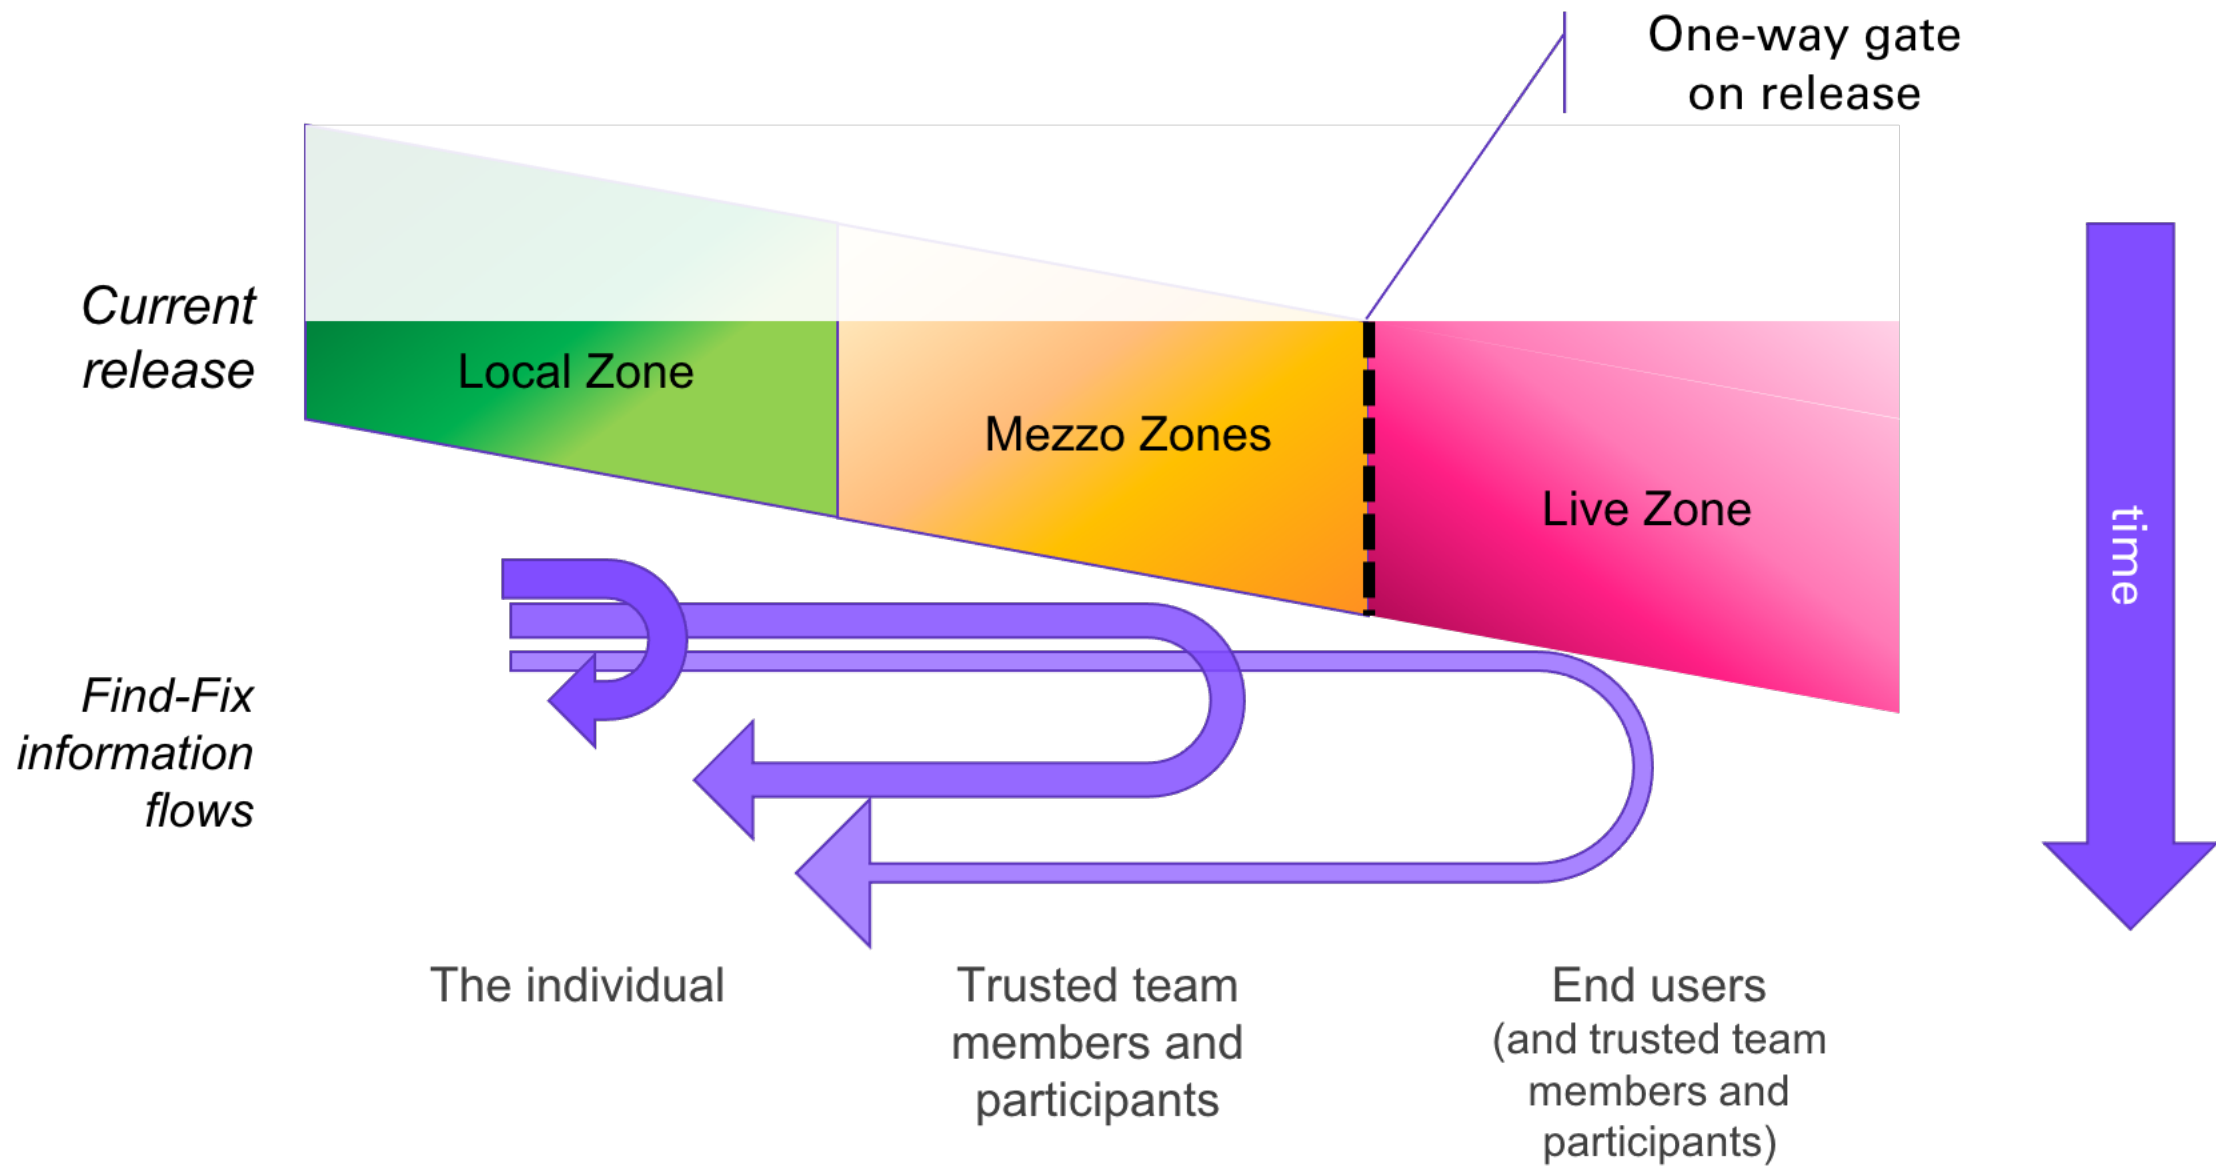 One-way gate
on release
Current
release
Local Zone
Mezzo Zones
Live Zone
time
Find-Fix
information
flows
The individual
Trusted team
members and
participants
End users
(and trusted team
members and
participants)